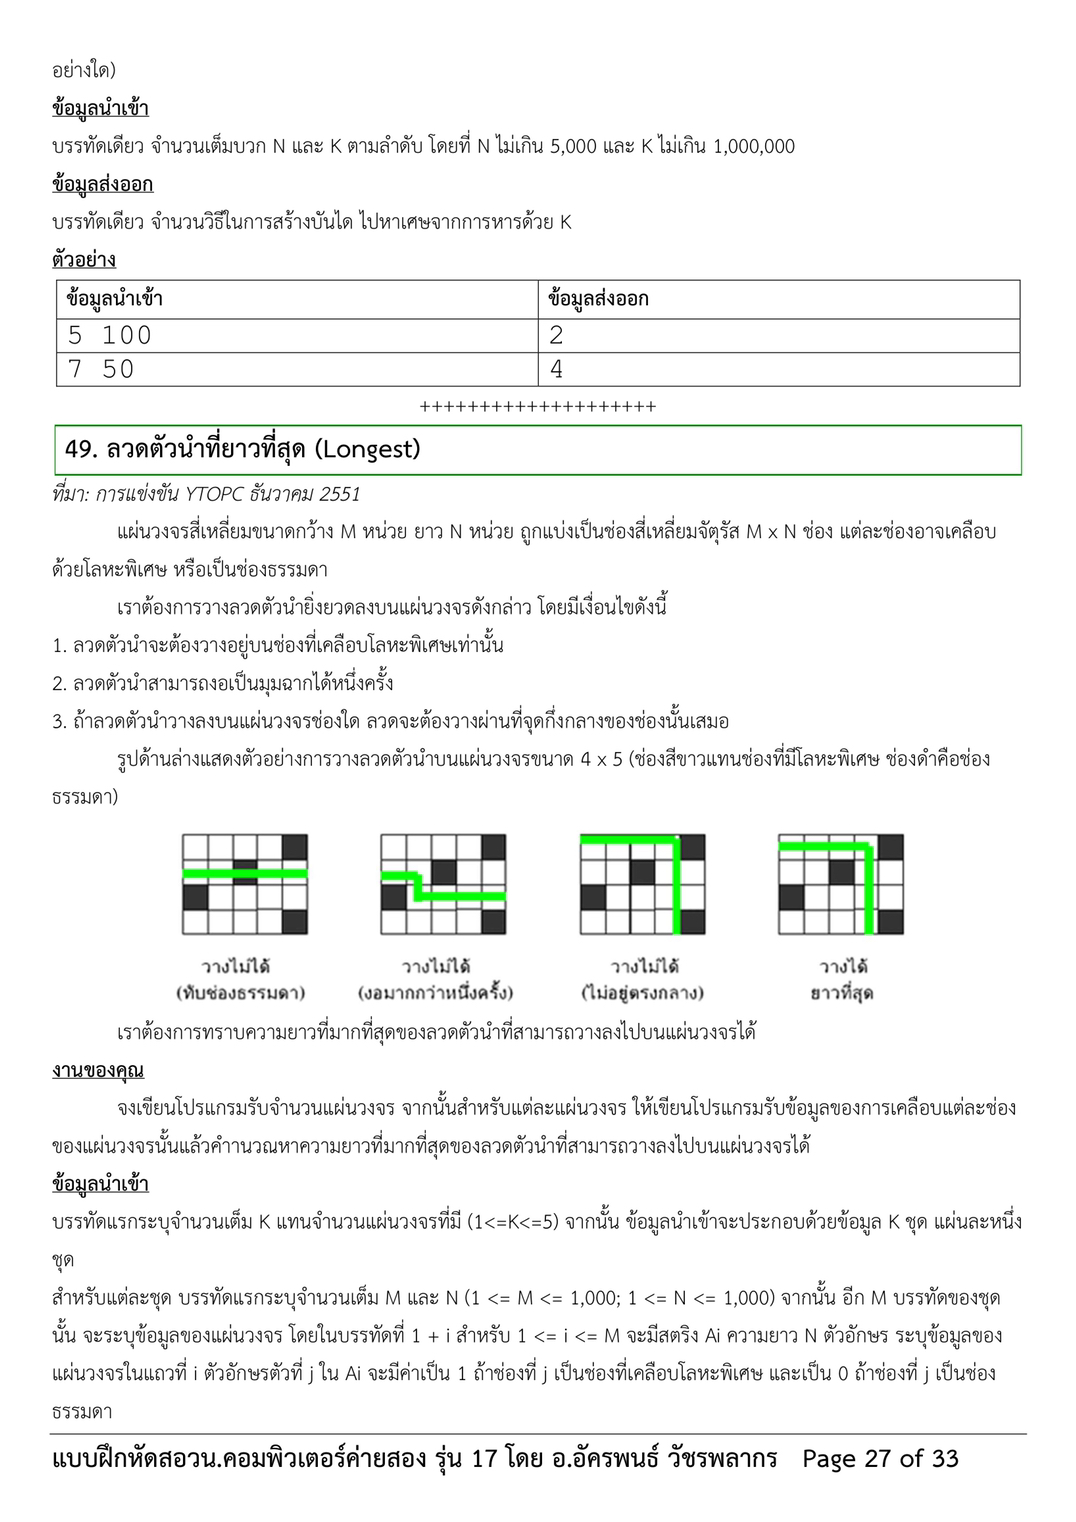 อย่างใด)
ข้อมูลนำเข้า
บรรทัดเดียว จำนวนเต็มบวก N และ K ตามลำดับ โดยที่ N ไม่เกิน 5,000 และ K ไม่เกิน 1,000,000
ข้อมูลส่งออก
บรรทัดเดียว จำนวนวิธีในการสร้างบันได ไปหาเศษจากการหารด้วย K
ตัวอย่าง
ข้อมูลนำเข้า ข้อมูลส่งออก
5 100 2
7 50 4
++++++++++++++++++++
49. ลวดตัวนำที่ยาวที่สุด (Longest)
ที่มา: การแข่งขัน YTOPC ธันวาคม 2551
แผ่นวงจรสี่เหลี่ยมขนาดกว้าง M หน่วย ยาว N หน่วย ถูกแบ่งเป็นช่องสี่เหลี่ยมจัตุรัส M x N ช่อง แต่ละช่องอาจเคลือบ
ด้วยโลหะพิเศษ หรือเป็นช่องธรรมดา
เราต้องการวางลวดตัวนำยิ่งยวดลงบนแผ่นวงจรดังกล่าว โดยมีเงื่อนไขดังนี้
1. ลวดตัวนำจะต้องวางอยู่บนช่องที่เคลือบโลหะพิเศษเท่านั้น
2. ลวดตัวนำสามารถงอเป็นมุมฉากได้หนึ่งครั้ง
3. ถ้าลวดตัวนำวางลงบนแผ่นวงจรช่องใด ลวดจะต้องวางผ่านที่จุดกึ่งกลางของช่องนั้นเสมอ
รูปด้านล่างแสดงตัวอย่างการวางลวดตัวนำบนแผ่นวงจรขนาด 4 x 5 (ช่องสีขาวแทนช่องที่มีโลหะพิเศษ ช่องดำคือช่อง
ธรรมดา)
วางไม่ได้ วางไม่ได้ วางไม่ได้ วางได้
(ทับช่องธรรมดา) (งอมากกว่าหนึ่งครั้ง) (ไม่อยู่ตรงกลาง) ยาวที่สุด
เราต้องการทราบความยาวที่มากที่สุดของลวดตัวนำที่สามารถวางลงไปบนแผ่นวงจรได้
งานของคุณ
จงเขียนโปรแกรมรับจำนวนแผ่นวงจร จากนั้นสำหรับแต่ละแผ่นวงจร ให้เขียนโปรแกรมรับข้อมูลของการเคลือบแต่ละช่อง
ของแผ่นวงจรนั้นแล้วคำานวณหาความยาวที่มากที่สุดของลวดตัวนำที่สามารถวางลงไปบนแผ่นวงจรได้
ข้อมูลนำเข้า
บรรทัดแรกระบุจำนวนเต็ม K แทนจำนวนแผ่นวงจรที่มี (1<=K<=5) จากนั้น ข้อมูลนำเข้าจะประกอบด้วยข้อมูล K ชุด แผ่นละหนึ่ง
ชุด
สำหรับแต่ละชุด บรรทัดแรกระบุจำนวนเต็ม M และ N (1 <= M <= 1,000; 1 <= N <= 1,000) จากนั้น อีก M บรรทัดของชุด
นั้น จะระบุข้อมูลของแผ่นวงจร โดยในบรรทัดที่ 1 + i สำหรับ 1 <= i <= M จะมีสตริง Ai ความยาว N ตัวอักษร ระบุข้อมูลของ
แผ่นวงจรในแถวที่ i ตัวอักษรตัวที่ j ใน Ai จะมีค่าเป็น 1 ถ้าช่องที่ j เป็นช่องที่เคลือบโลหะพิเศษ และเป็น 0 ถ้าช่องที่ j เป็นช่อง
ธรรมดา
แบบฝึกหัดสอวน.คอมพิวเตอร์ค่ายสอง รุ่น 17 โดย อ.อัครพนธ์ วัชรพลากร Page 27 of 33